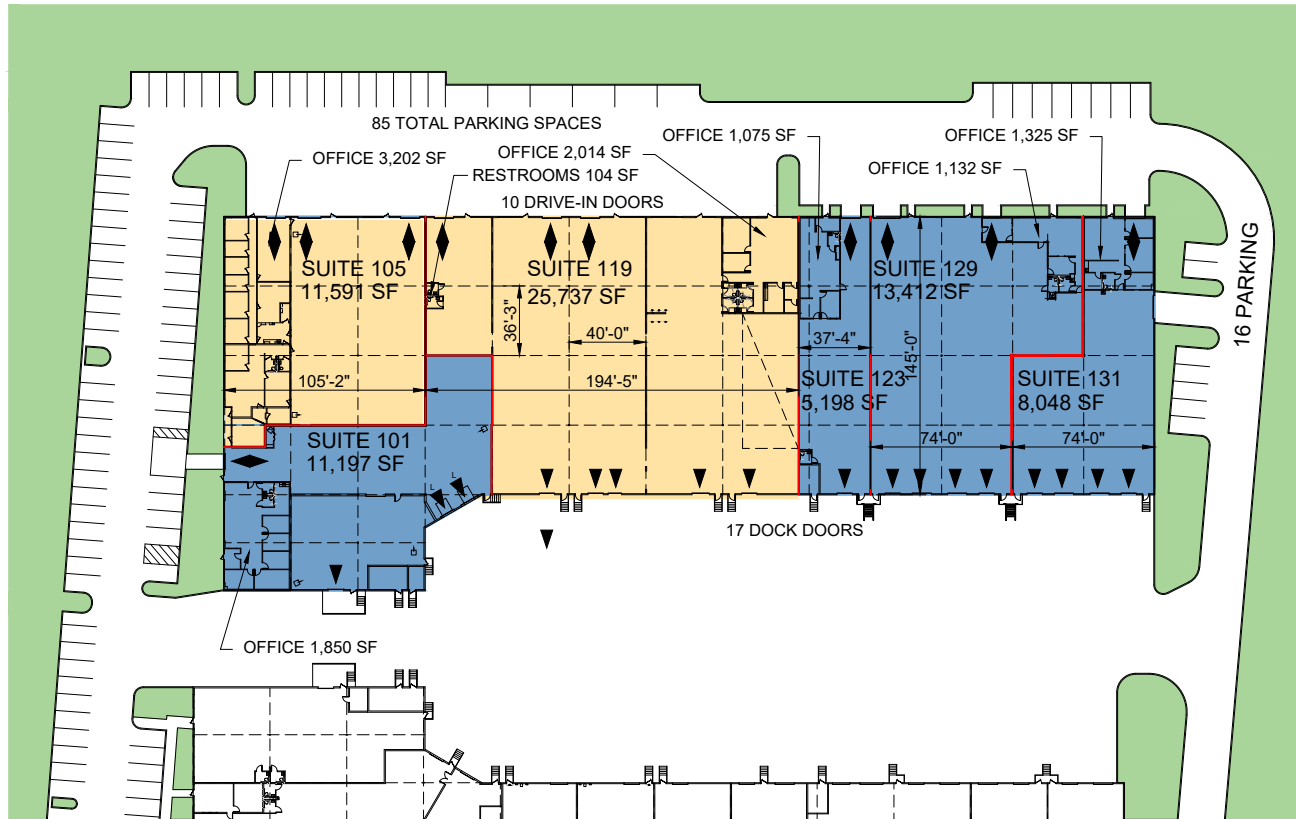 85 TOTAL PARKING SPACES
OFFICE 1,075 SF
OFFICE 1,325 SF
OFFICE 3,202 SF
OFFICE 2,014 SF
OFFICE 1,132 SF
RESTROOMS 104 SF
10 DRIVE-IN DOORS
16 PARKING
SUITE 105
11,591 SF
SUITE 119
25,737 SF
SUITE 129
13,412 SF
36'-3"
40'-0"
37'-4"
145'-0"
105'-2"
194'-5"
SUITE 123
5,198 SF
SUITE 131
8,048 SF
SUITE 101
11,197 SF
74'-0"
74'-0"
17 DOCK DOORS
OFFICE 1,850 SF